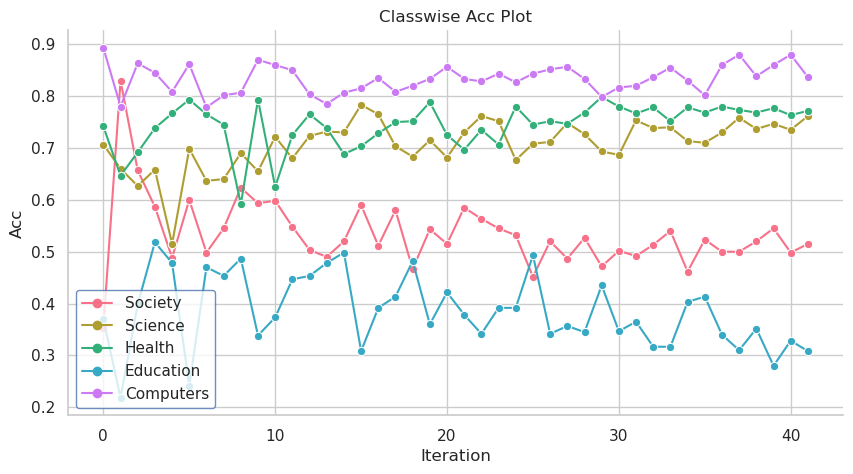 Classwise Acc Plot
0.9
0.8
0.7
0.6
0.5
0.4
0.3
0.2
Acc
Society
Science
Health
Education
Computers
0 10 20 30 40
Iteration